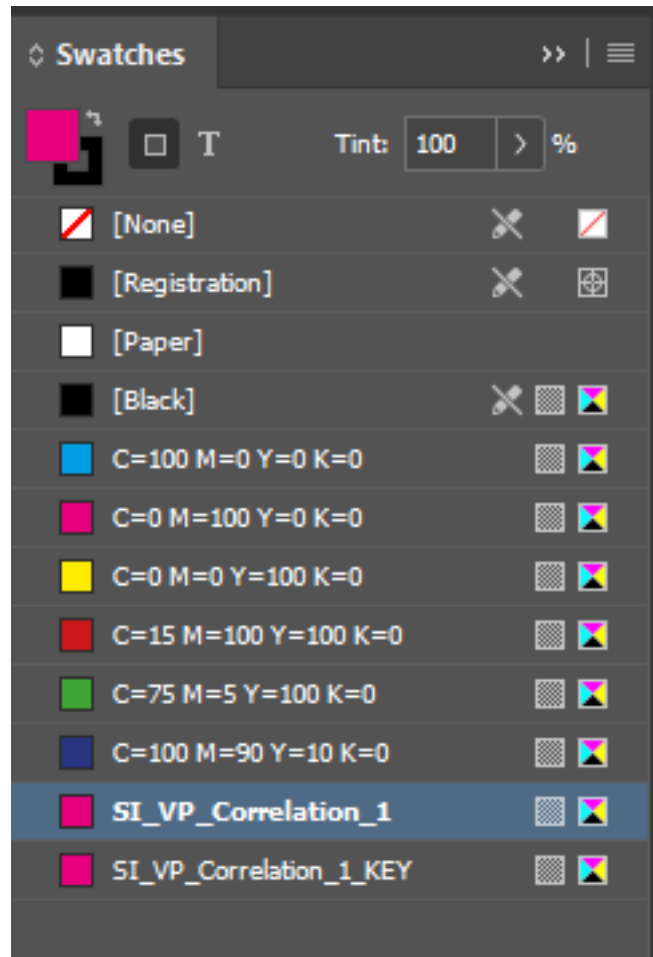 Swatches
T Tint: 100 %
[None]
[Registration]
[Paper]
[Black]
C=100 M=0 Y=0 K=0
C=0 M=100 Y=0 K=0
C=0 M=0 Y=100 K=0
C=15 M=100 Y=100 K=0
C=75 M=5 Y=100 K=0
C=100 M=90 Y=10 K=0
SI_VP_Correlation_1
SI_VP_Correlation_1_KEY